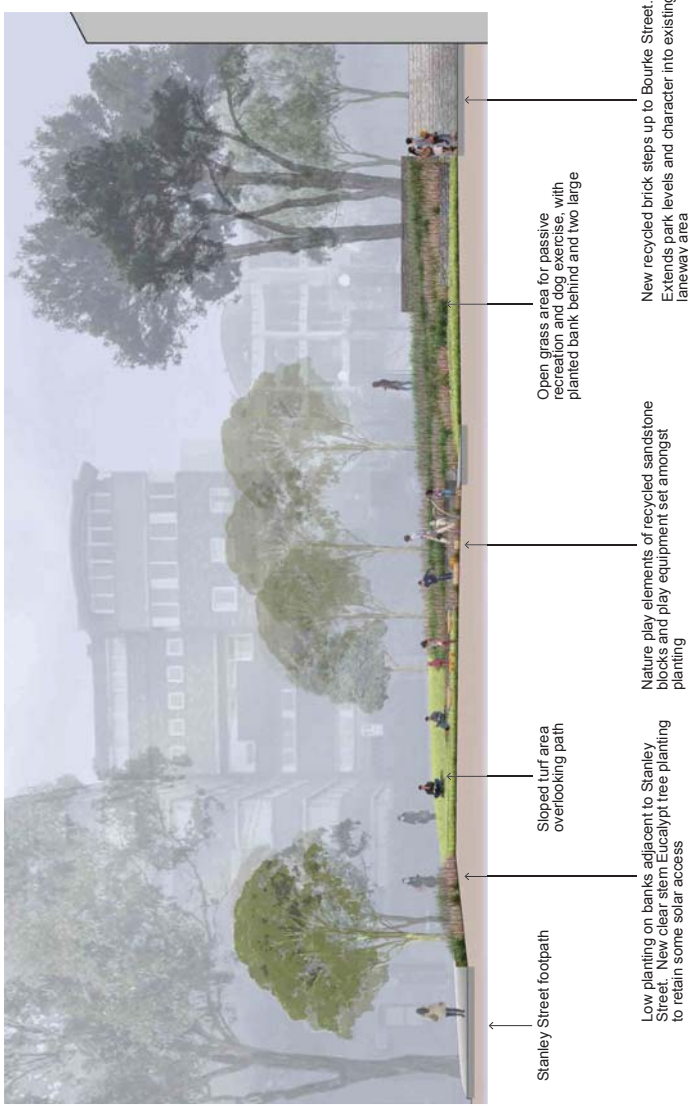 Stanley Street footpath
Low planting on banks adjacent to Stanley
Street.  New clear stem Eucalypt tree planting
to retain some solar access
Sloped turf area
overlooking path
Nature play elements of recycled sandstone
blocks and play equipment set amongst
planting
Open grass area for passive
recreation and dog exercise, with
planted bank behind and two large
New recycled brick steps up to Bourke Street.
Extends park levels and character into existing
laneway area